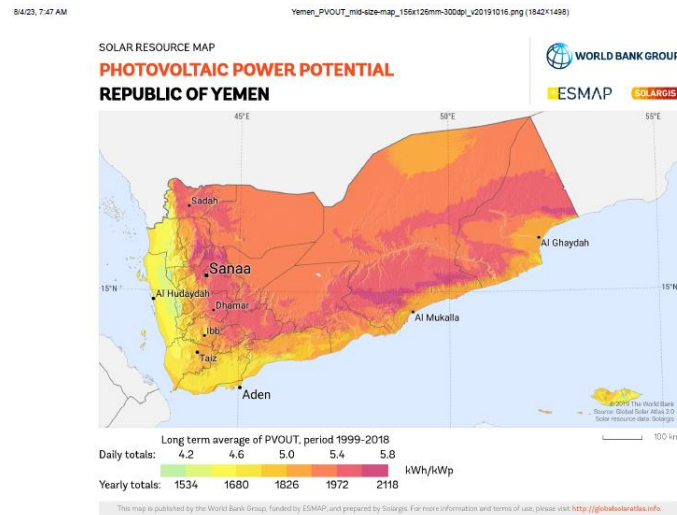 8/4/23, 7:47 AM
Yemen_PVOUT_mid-size-map_156x126mm-300dpi_v20191016.png (1842×1498)
SOLAR RESOURCE MAP
PHOTOVOLTAIC POWER POTENTIAL
REPUBLIC OF YEMEN
WORLD BANK GROUP
ESMAP
SOLARGIS
45°E
50°E
55°E
Sadah
Sanaa
Al Ghaydah
15°N
15°N
Al Hudaydah
Dhamar
Al Mukalla
Ibb
Taiz
Aden
© 2019 The World Bank
Source: Global Solar Atlas 2.0
Solar resource data: Solargis
100 km
Long term average of PVOUT, period 1999-2018
Daily totals: 4.2 4.6 5.0 5.4 5.8
kWh/kWp
Yearly totals: 1534 1680 1826 1972 2118
This map is published by the World Bank Group, funded by ESMAP, and prepared by Solargis. For more information and terms of use, please visit http://globalsolaratlas.info